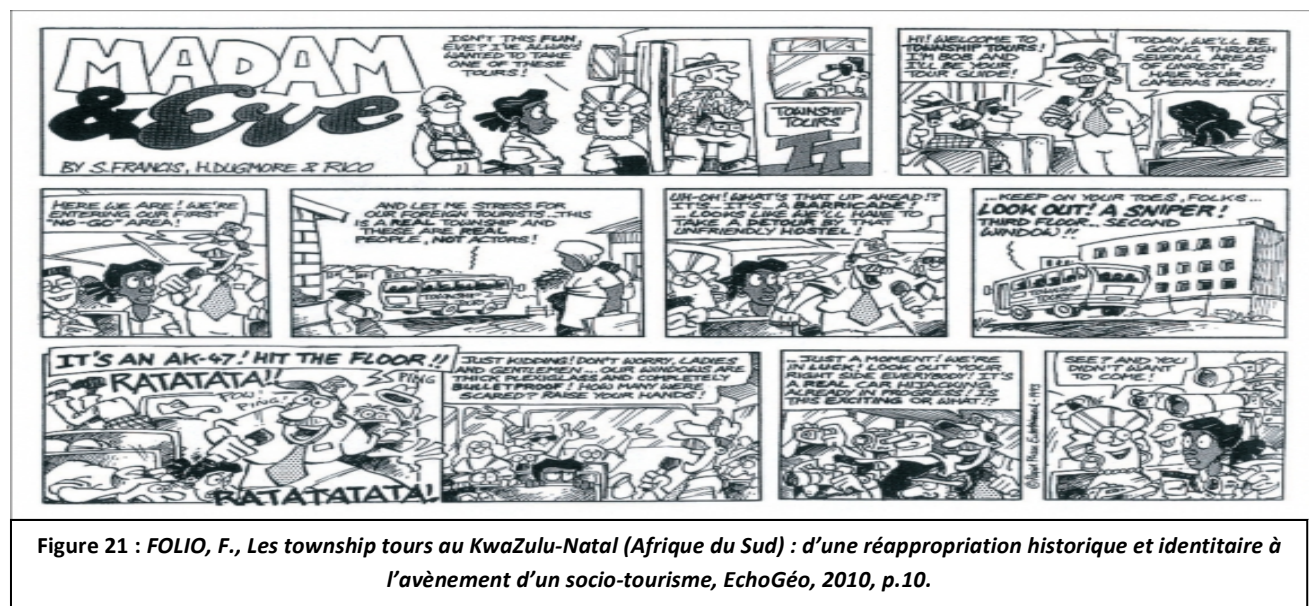 MADAM
& Eve
BY S. FRANCIS, H. DUGMORE & RICO
ISN'T THIS FUN,
EVE? I'VE ALWAYS
WANTED TO TAKE
ONE OF THESE
TOURS!
TOWNSHIP
TOURS
TT
HI! WELCOME TO
TOWNSHIP TOURS!
I'M BOB AND
I'LL BE YOUR
TOUR GUIDE!
TODAY, WE'LL BE
GOING THROUGH
SEVERAL AREAS
OF UNREST, SO
HAVE YOUR
CAMERAS READY!
HERE WE ARE! WE'RE
ENTERING OUR FIRST
"NO-GO" AREA!
AND LET ME STRESS FOR
OUR FOREIGN TOURISTS...THIS
IS A REAL TOWNSHIP AND
THESE ARE REAL
PEOPLE, NOT ACTORS!
TOWNSHIP
TOURS
UH-OH! WHAT'S THAT UP AHEAD!?
IT'S... IT'S... A BURRICADE!
...LOOKS LIKE WE'LL HAVE TO
TAKE A DETOUR PAST THAT
UNFRIENDLY HOSTEL!
...KEEP ON YOUR TOES, FOLKS...
LOOK OUT! A SNIPER!
THIRD FLOOR... SECOND
WINDOW!!
TOWNSHIP
TOURS
IT'S AN AK-47! HIT THE FLOOR!!
RATATATA!!
POW!
PING!
PING
RATATATATA!
JUST KIDDING! DON'T WORRY, LADIES
AND GENTLEMEN... OUR WINDOWS ARE
THICK PLEXIGLASS AND COMPLETELY
BULLETPROOF! HOW MANY WERE
SCARED? RAISE YOUR HANDS!
...JUST A MOMENT! WE'RE
IN LUCK! LOOK OUT YOUR
RIGHT SIDE, EVERYBODY! IT'S
A REAL CAR HIJACKING
ALREADY IN PROGRESS! IS
THIS EXCITING OR WHAT!?
SEE? AND YOU
DIDN'T WANT
TO COME!
1993
Figure 21 : FOLIO, F., Les township tours au KwaZulu-Natal (Afrique du Sud) : d'une réappropriation historique et identitaire à
l'avènement d'un socio-tourisme, EchoGéo, 2010, p.10.